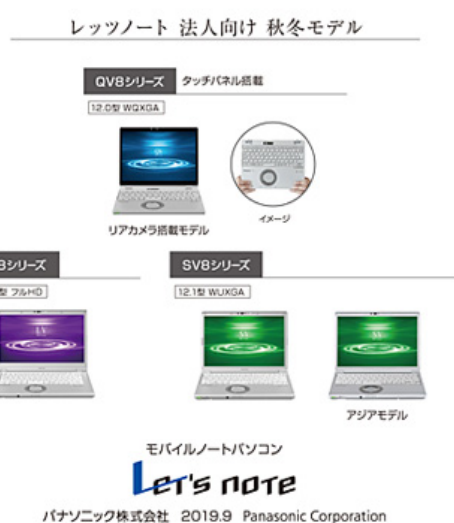 レッツノート 法人向け 秋冬モデル
QV8シリーズ タッチパネル搭載
12.0型 WQXGA
リアカメラ搭載モデル
イメージ
8シリーズ
型 フルHD
SV8シリーズ
12.1型 WUXGA
アジアモデル
モバイルノートパソコン
Let's note
パナソニック株式会社 2019.9 Panasonic Corporation